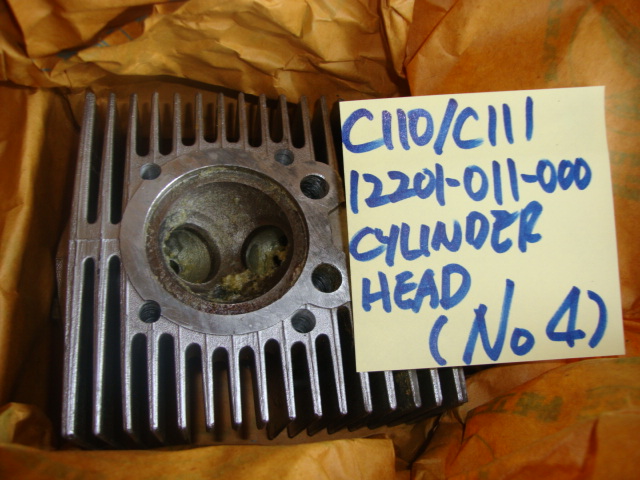 C110/C111
12201-011-000
CYLINDER
HEAD
(No 4)